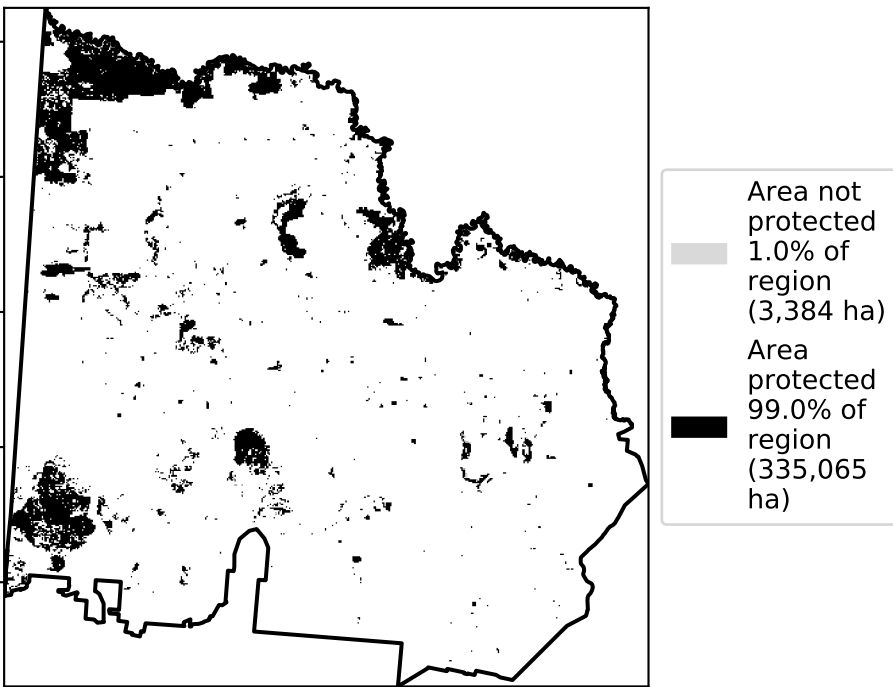 Area not
protected
1.0% of
region
(3,384 ha)
Area
protected
99.0% of
region
(335,065
ha)